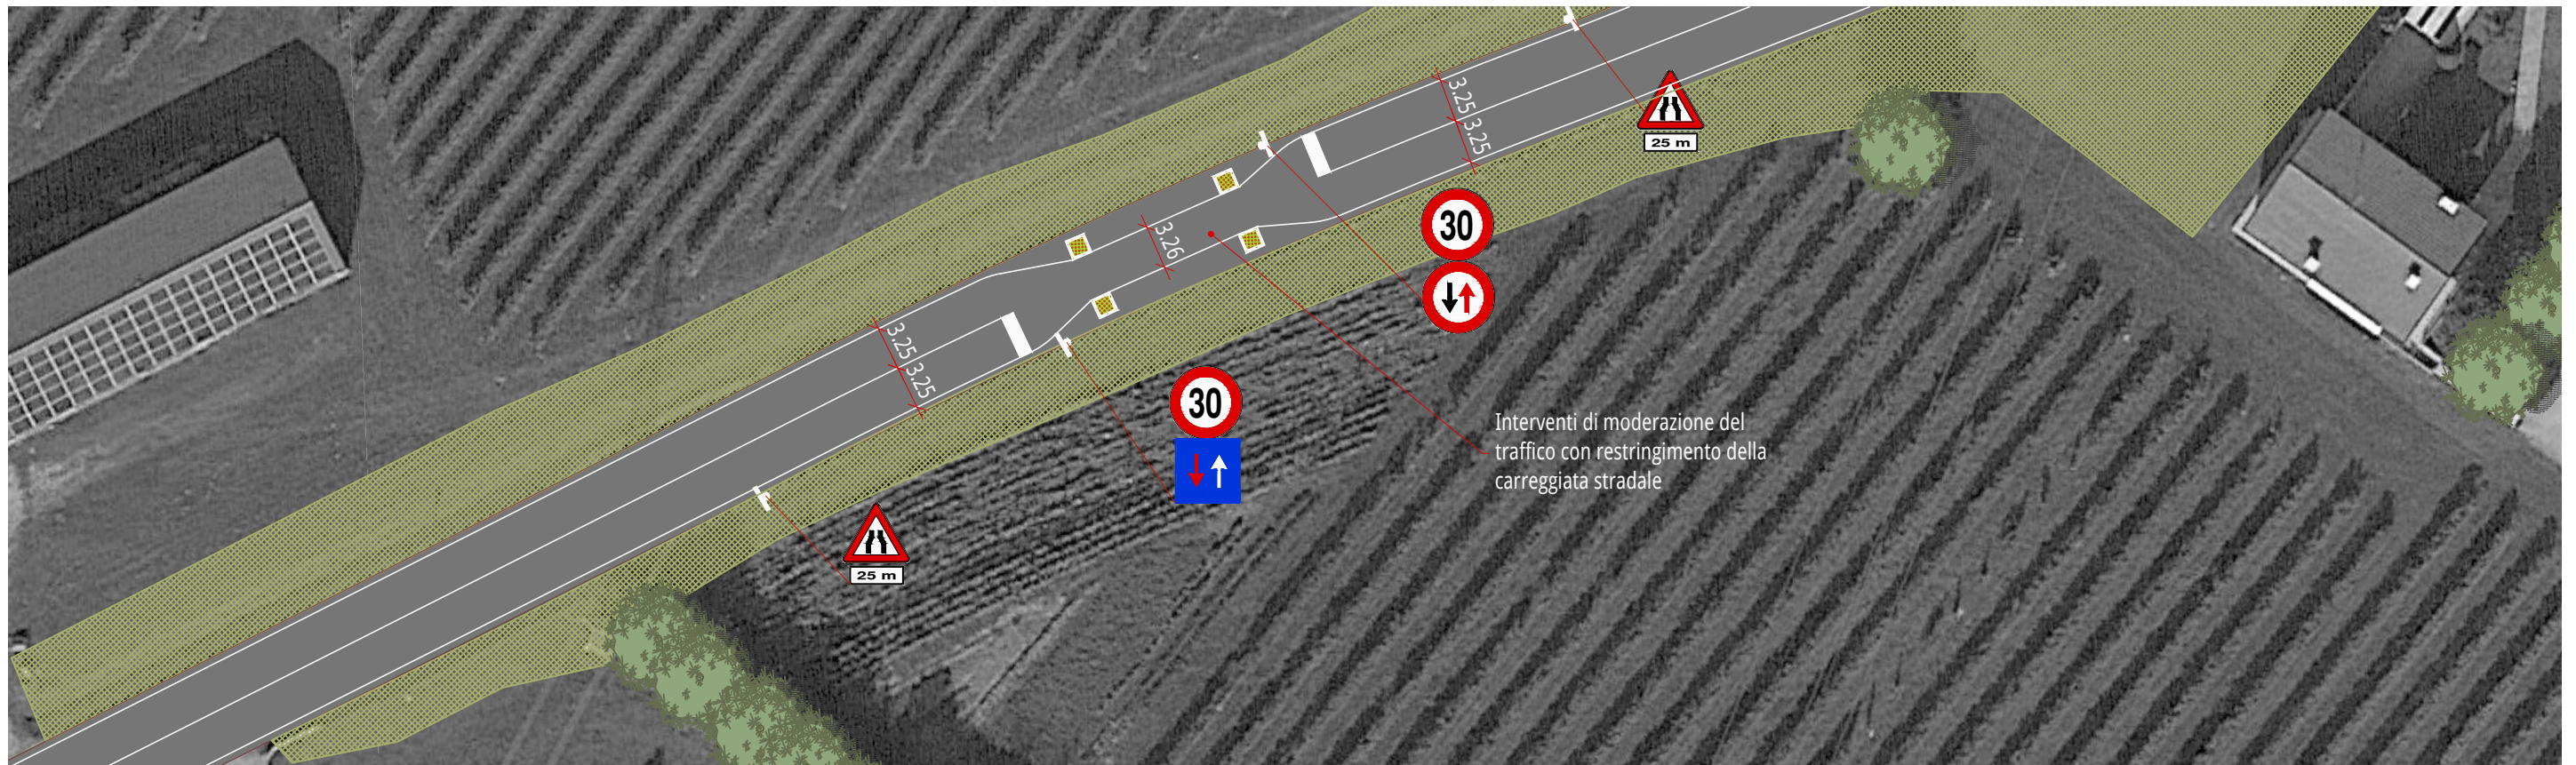 3.25
3.25
25 m
30
3.26
3.25
3.25
30
Interventi di moderazione del
traffico con restringimento della
carreggiata stradale
25 m